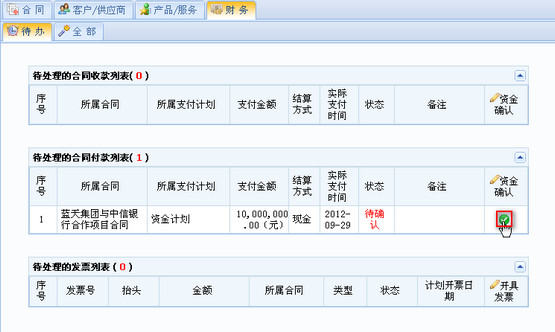 合 同 客户/供应商 产品/服务 财 务
待 办 全 部
待处理的合同收款列表( 0 )
序号 所属合同 所属支付计划 支付金额 结算方式 实际支付时间 状态 备注 资金确认
待处理的合同付款列表( 1 )
序号 所属合同 所属支付计划 支付金额 结算方式 实际支付时间 状态 备注 资金确认
1 蓝天集团与中信银行合作项目合同 资金计划 10,000,000.00（元） 现金 2012-09-29 待确认
待处理的发票列表 ( 0 )
序号 发票号 抬头 金额 所属合同 类型 状态 计划开票日期 开具发票